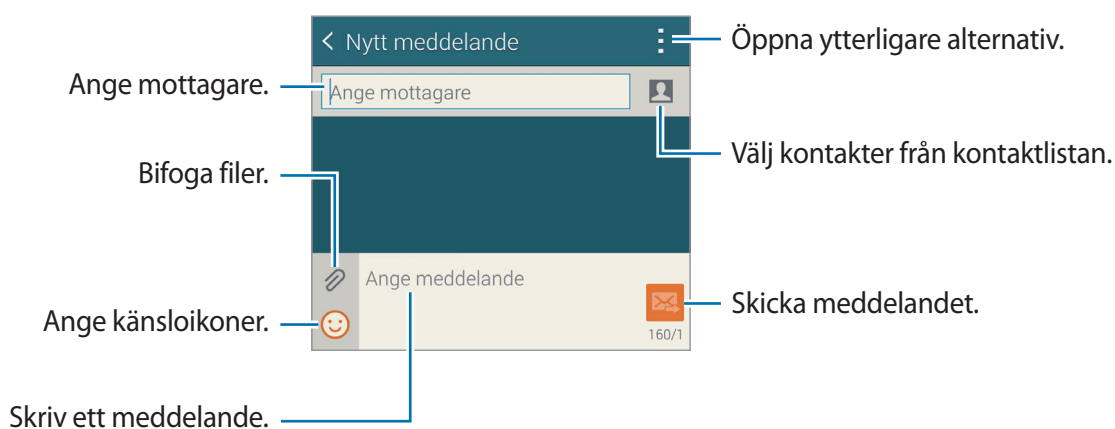 Nytt meddelande
Öppna ytterligare alternativ.
Ange mottagare.
Ange mottagare
Välj kontakter från kontaktlistan.
Bifoga filer.
Ange meddelande
Skicka meddelandet.
Ange känsloikoner.
160/1
Skriv ett meddelande.